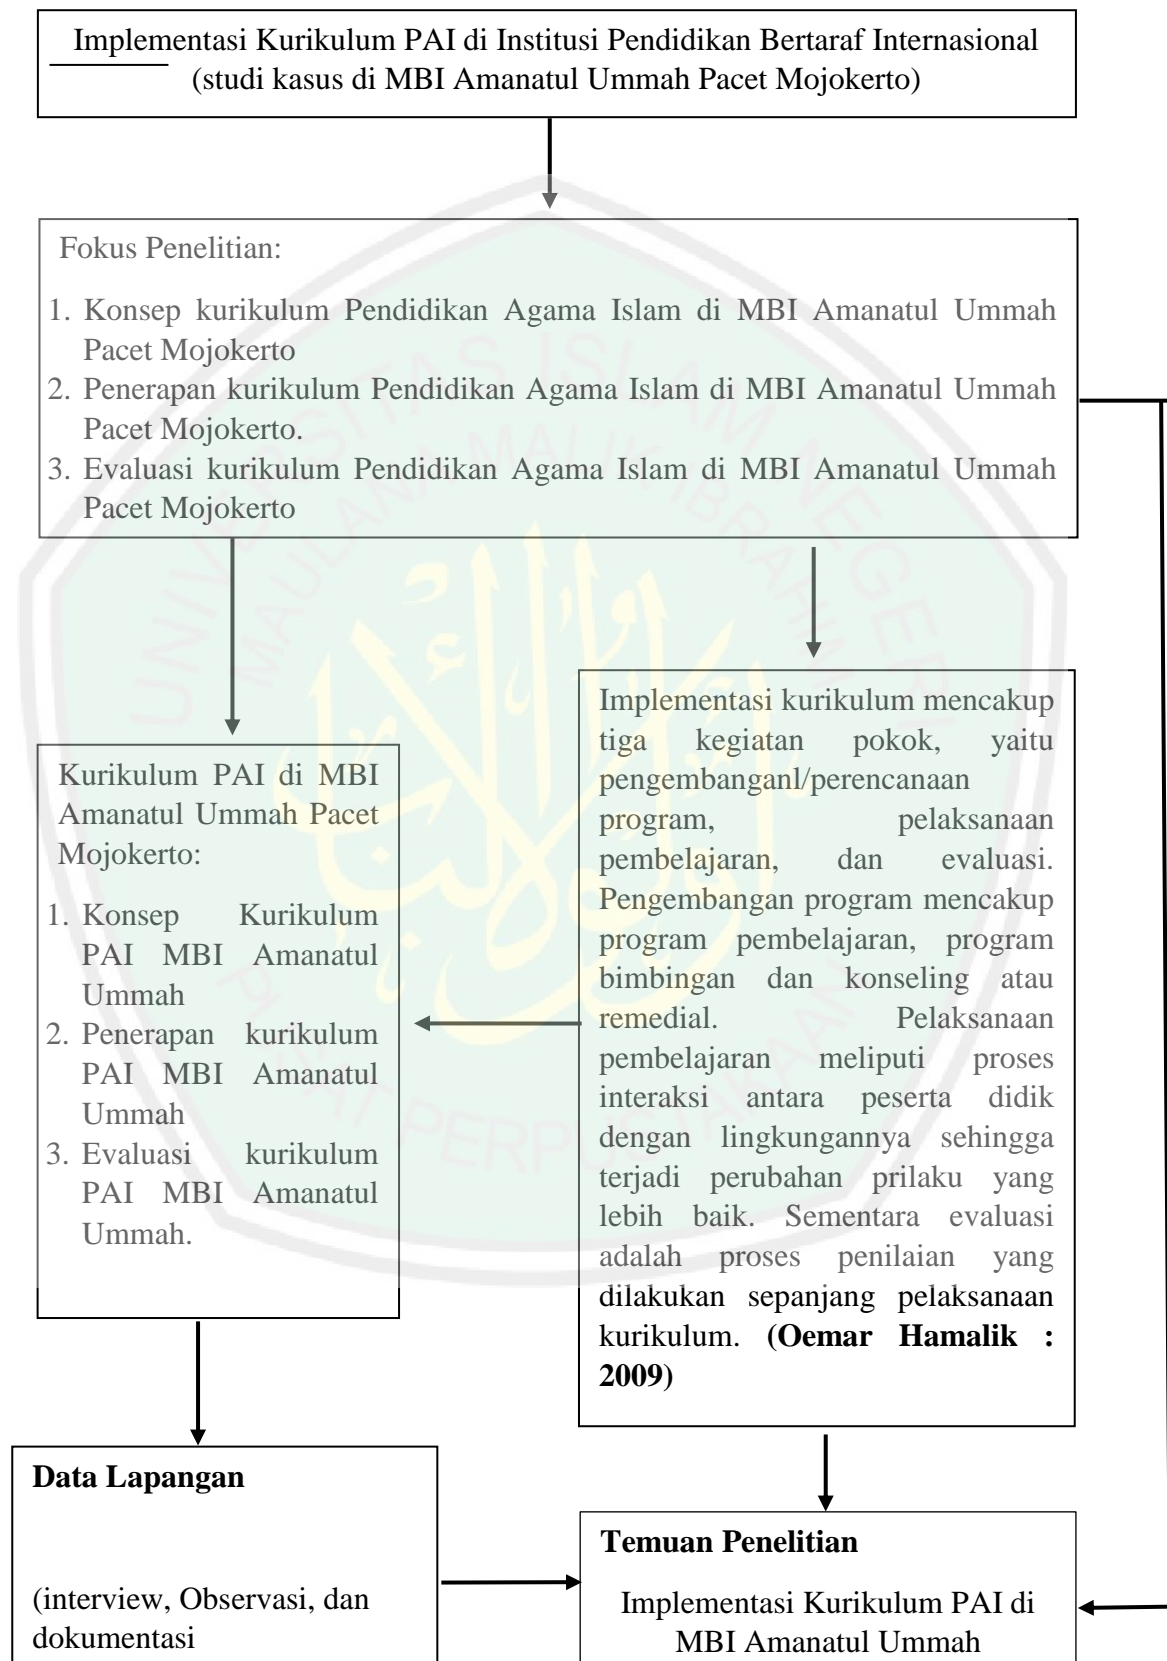 Implementasi Kurikulum PAI di Institusi Pendidikan Bertaraf Internasional
(studi kasus di MBI Amanatul Ummah Pacet Mojokerto)
Fokus Penelitian:
1. Konsep kurikulum Pendidikan Agama Islam di MBI Amanatul Ummah
Pacet Mojokerto
2. Penerapan kurikulum Pendidikan Agama Islam di MBI Amanatul Ummah
Pacet Mojokerto.
3. Evaluasi kurikulum Pendidikan Agama Islam di MBI Amanatul Ummah
Pacet Mojokerto
Kurikulum PAI di MBI
Amanatul Ummah Pacet
Mojokerto:
1. Konsep Kurikulum
PAI MBI Amanatul
Ummah
2. Penerapan kurikulum
PAI MBI Amanatul
Ummah
3. Evaluasi kurikulum
PAI MBI Amanatul
Ummah.
Implementasi kurikulum mencakup
tiga kegiatan pokok, yaitu
pengembanganl/perencanaan
program, pelaksanaan
pembelajaran, dan evaluasi.
Pengembangan program mencakup
program pembelajaran, program
bimbingan dan konseling atau
remedial. Pelaksanaan
pembelajaran meliputi proses
interaksi antara peserta didik
dengan lingkungannya sehingga
terjadi perubahan prilaku yang
lebih baik. Sementara evaluasi
adalah proses penilaian yang
dilakukan sepanjang pelaksanaan
kurikulum. (Oemar Hamalik :
2009)
Data Lapangan
(interview, Observasi, dan
dokumentasi
Temuan Penelitian
Implementasi Kurikulum PAI di
MBI Amanatul Ummah
UNIVERSITAS ISLAM NEGERI
MAULANA MALIK IBRAHIM
PUSAT PERPUSTAKAAN